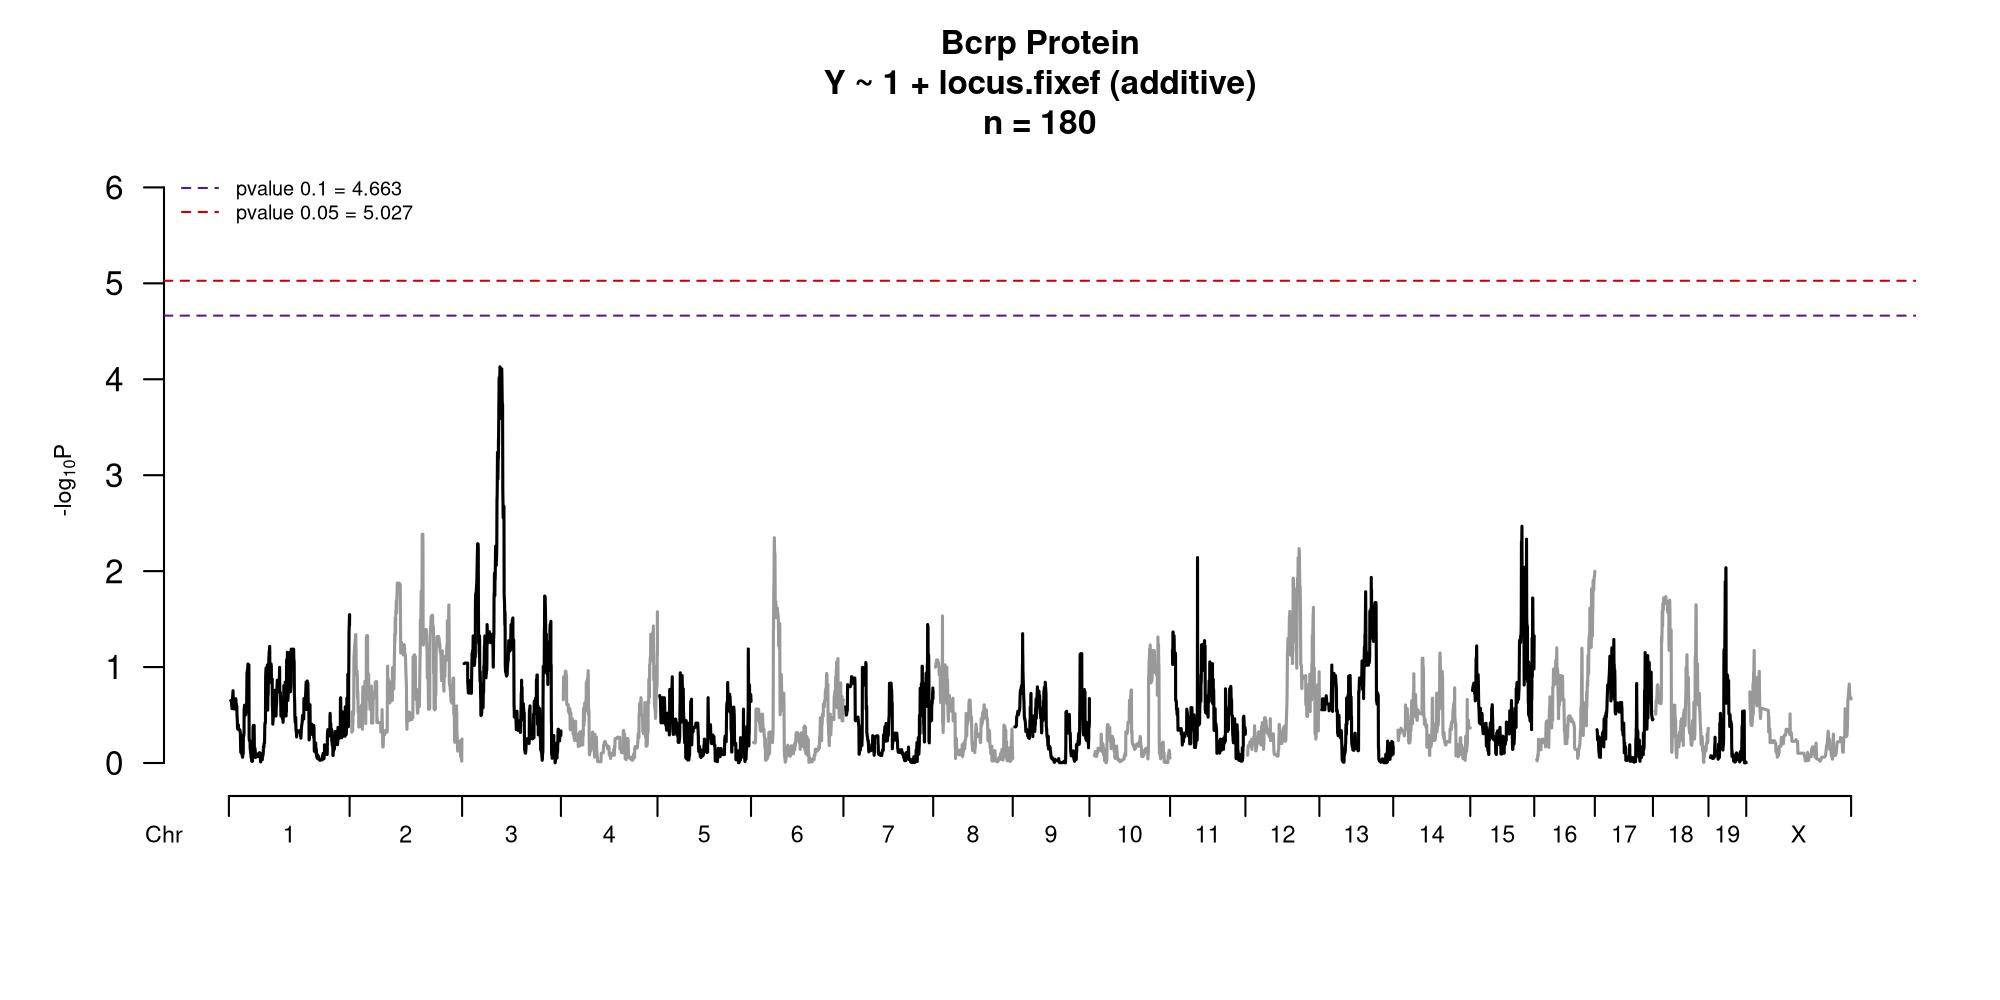 Bcrp Protein
Y ~ 1 + locus.fixef (additive)
n = 180
pvalue 0.1 = 4.663
pvalue 0.05 = 5.027
6
5
4
3
2
1
0
-log10P
Chr 1 2 3 4 5 6 7 8 9 10 11 12 13 14 15 16 17 18 19 X